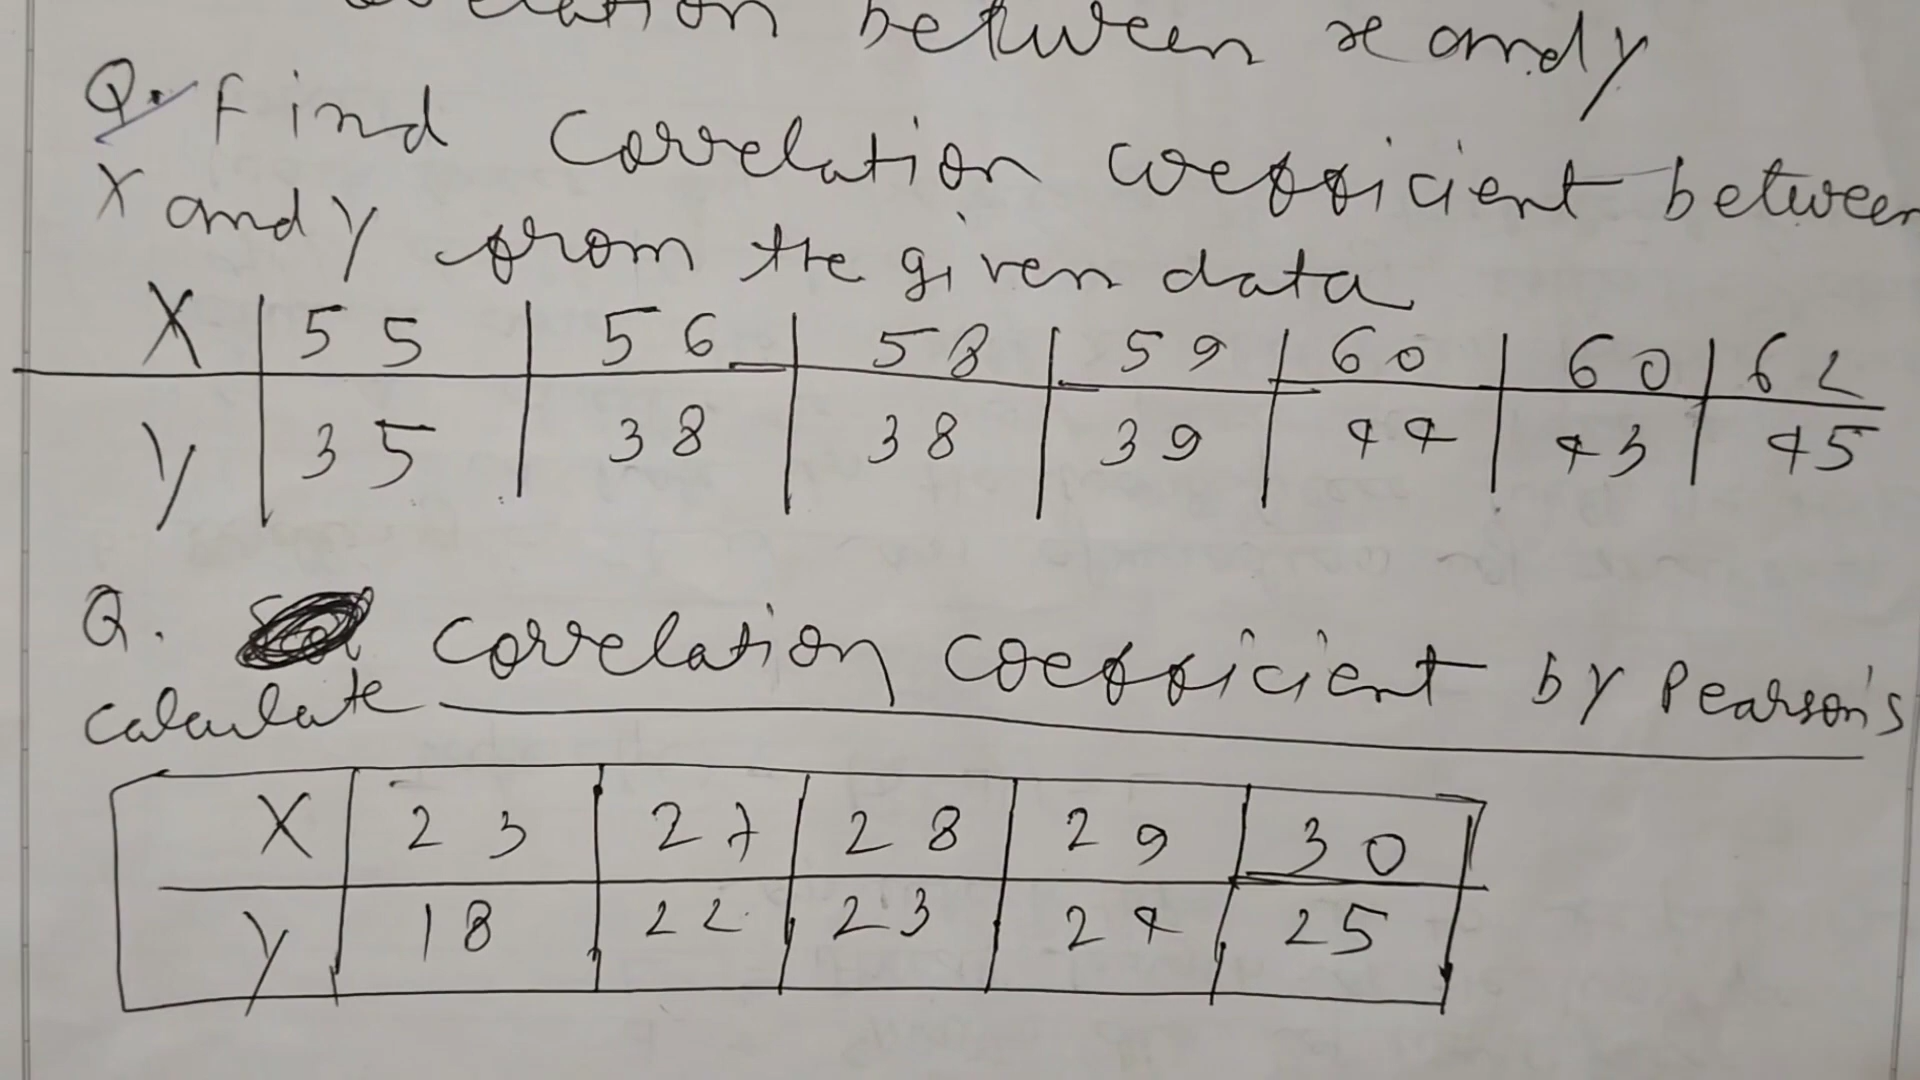 between x and y
Q. Find Correlation coefficient between
X and Y from the given data
X 55 56 58 59 60 60 62
Y 35 38 38 39 44 43 45
Q. Correlation coefficient by Pearson's
calculate
X 23 27 28 29 30
Y 18 22 23 24 25